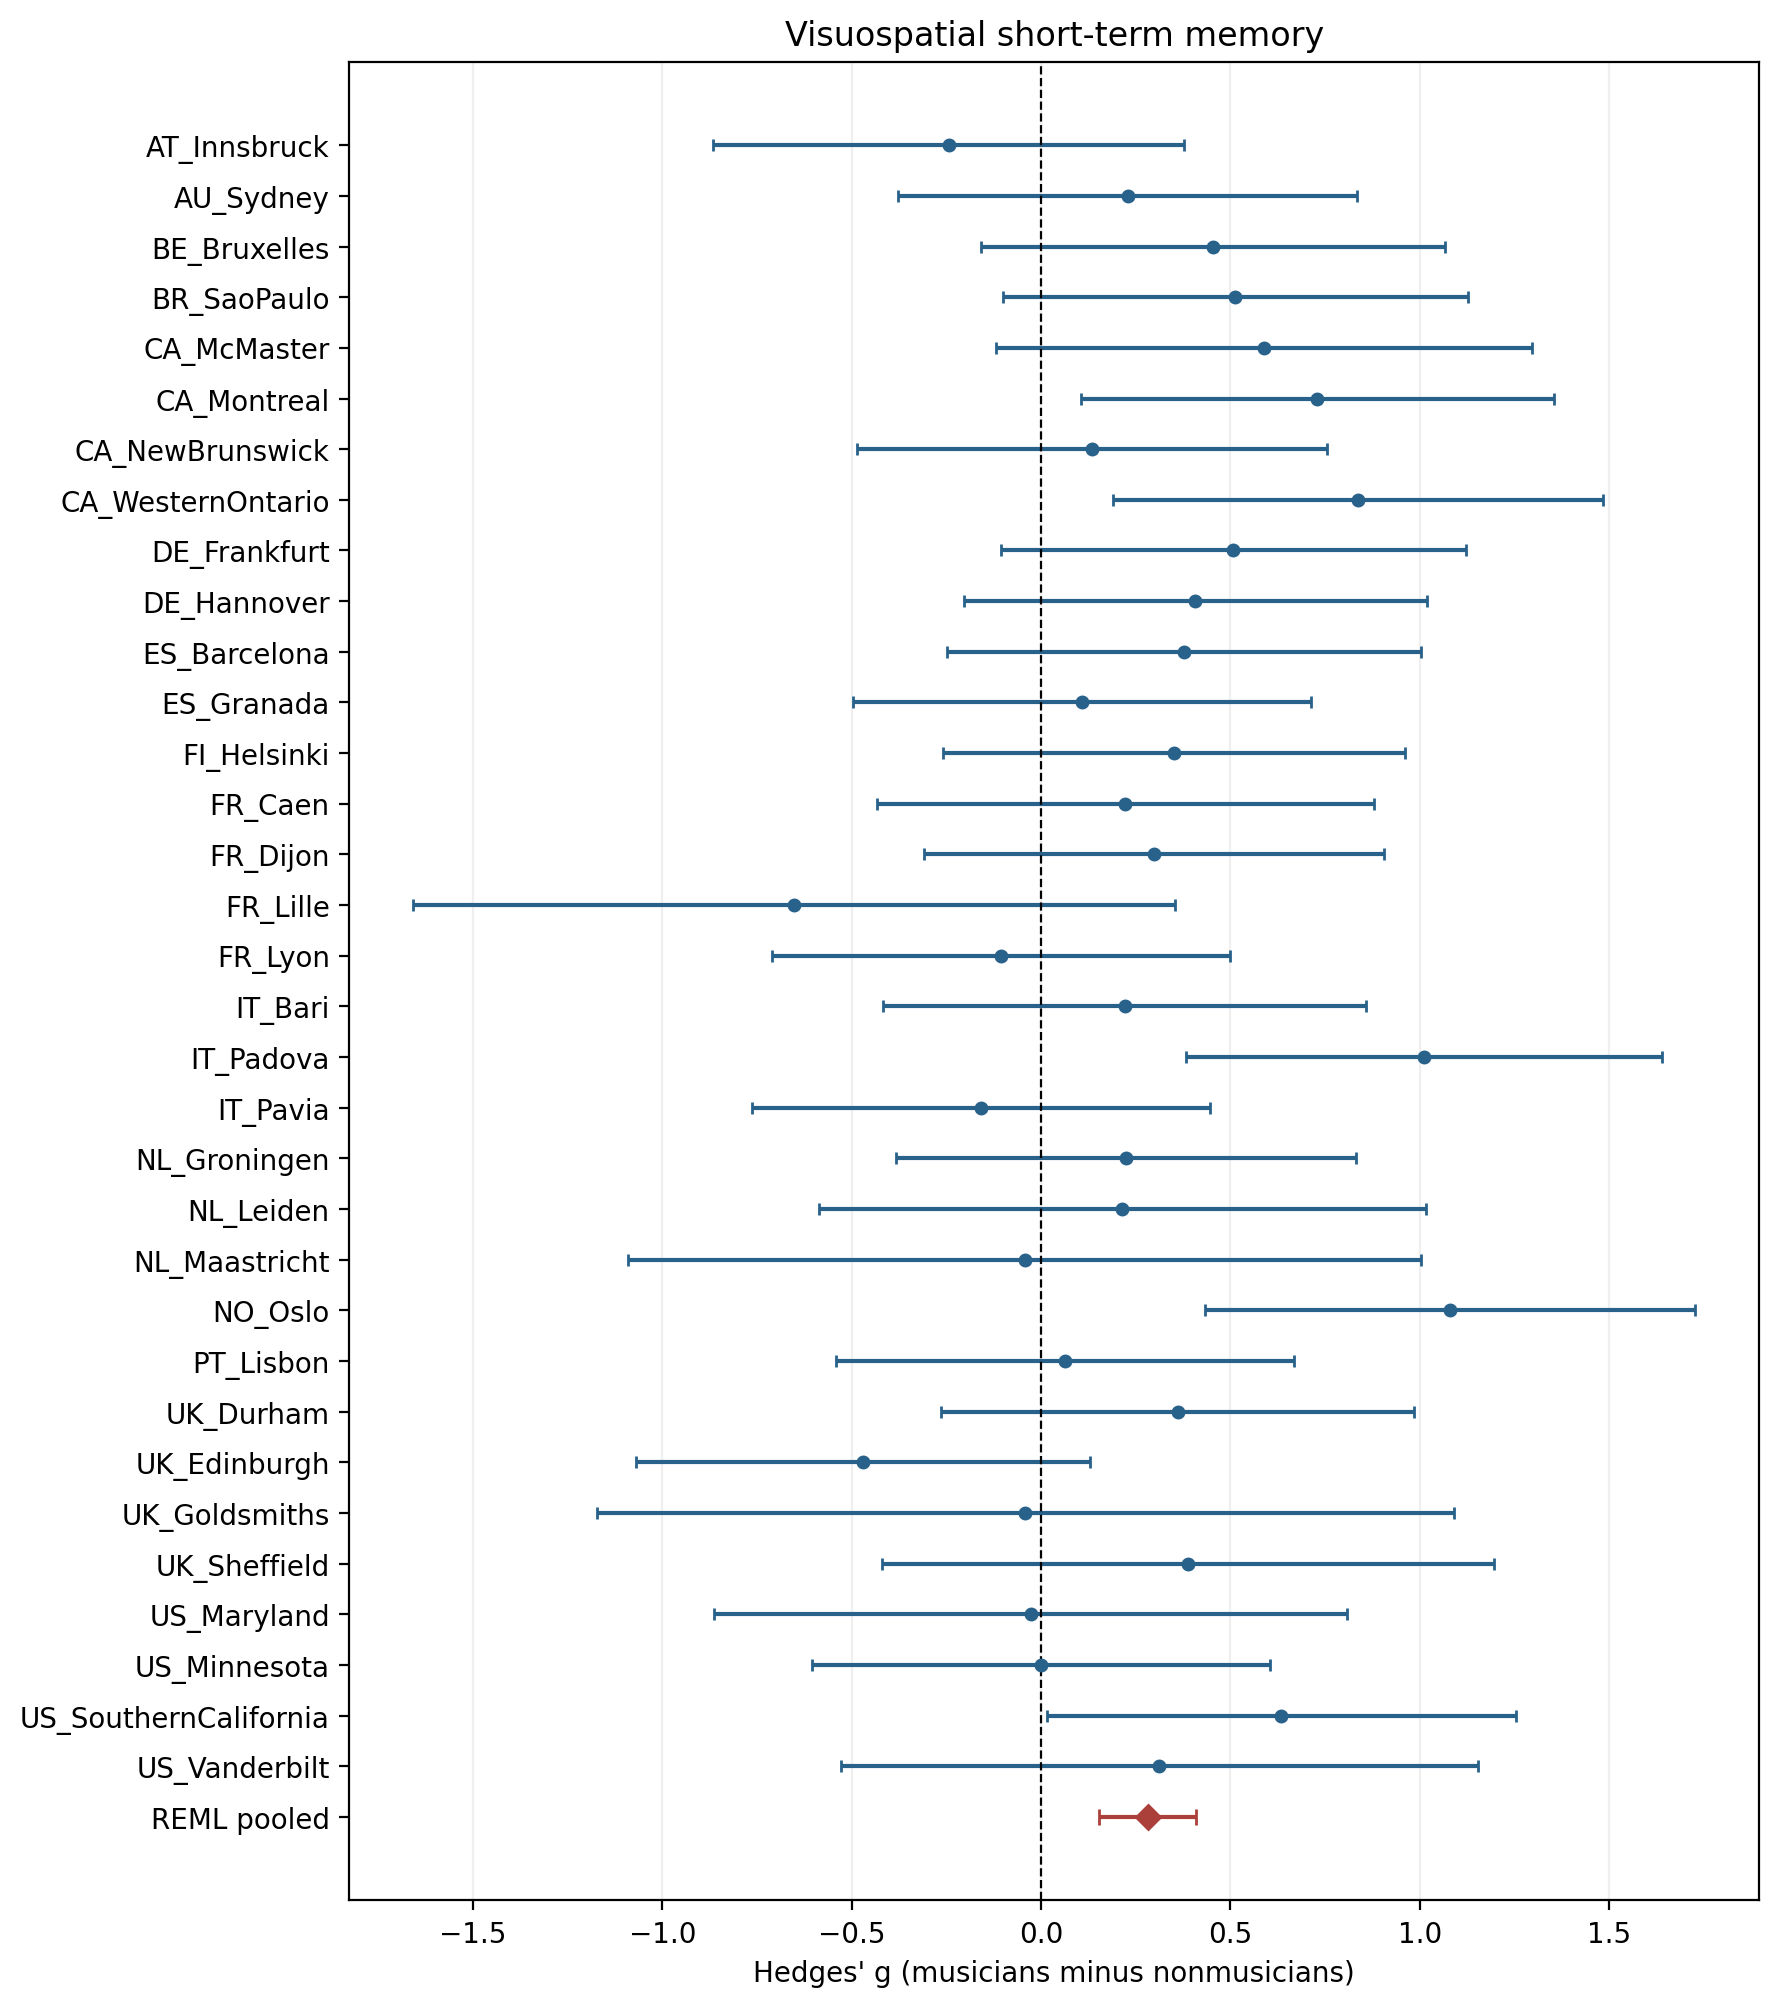 Visuospatial short-term memory
AT_Innsbruck
AU_Sydney
BE_Bruxelles
BR_SaoPaulo
CA_McMaster
CA_Montreal
CA_NewBrunswick
CA_WesternOntario
DE_Frankfurt
DE_Hannover
ES_Barcelona
ES_Granada
FI_Helsinki
FR_Caen
FR_Dijon
FR_Lille
FR_Lyon
IT_Bari
IT_Padova
IT_Pavia
NL_Groningen
NL_Leiden
NL_Maastricht
NO_Oslo
PT_Lisbon
UK_Durham
UK_Edinburgh
UK_Goldsmiths
UK_Sheffield
US_Maryland
US_Minnesota
US_SouthernCalifornia
US_Vanderbilt
REML pooled
−1.5 −1.0 −0.5 0.0 0.5 1.0 1.5
Hedges' g (musicians minus nonmusicians)